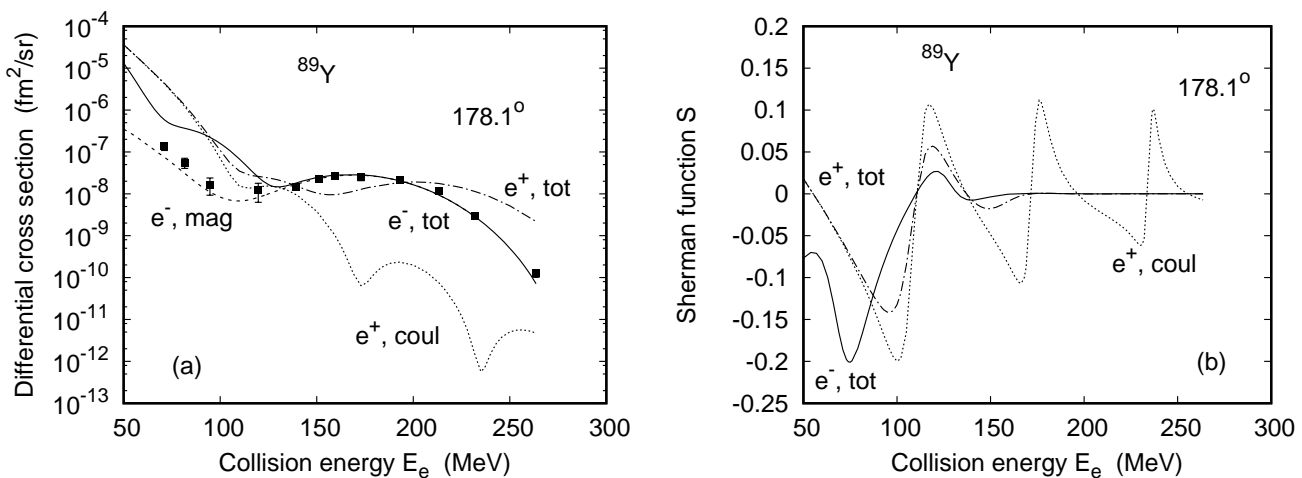 10⁻⁴
10⁻⁵
10⁻⁶
10⁻⁷
10⁻⁸
10⁻⁹
10⁻¹⁰
10⁻¹¹
10⁻¹²
10⁻¹³
Differential cross section (fm²/sr)
⁸⁹Y
178.1°
e⁻, mag
e⁺, tot
e⁻, tot
e⁺, coul
(a)
50 100 150 200 250 300
Collision energy Eₑ (MeV)
0.2
0.15
0.1
0.05
0
-0.05
-0.1
-0.15
-0.2
-0.25
Sherman function S
⁸⁹Y
178.1°
e⁺, tot
e⁺, coul
e⁻, tot
(b)
50 100 150 200 250 300
Collision energy Eₑ (MeV)